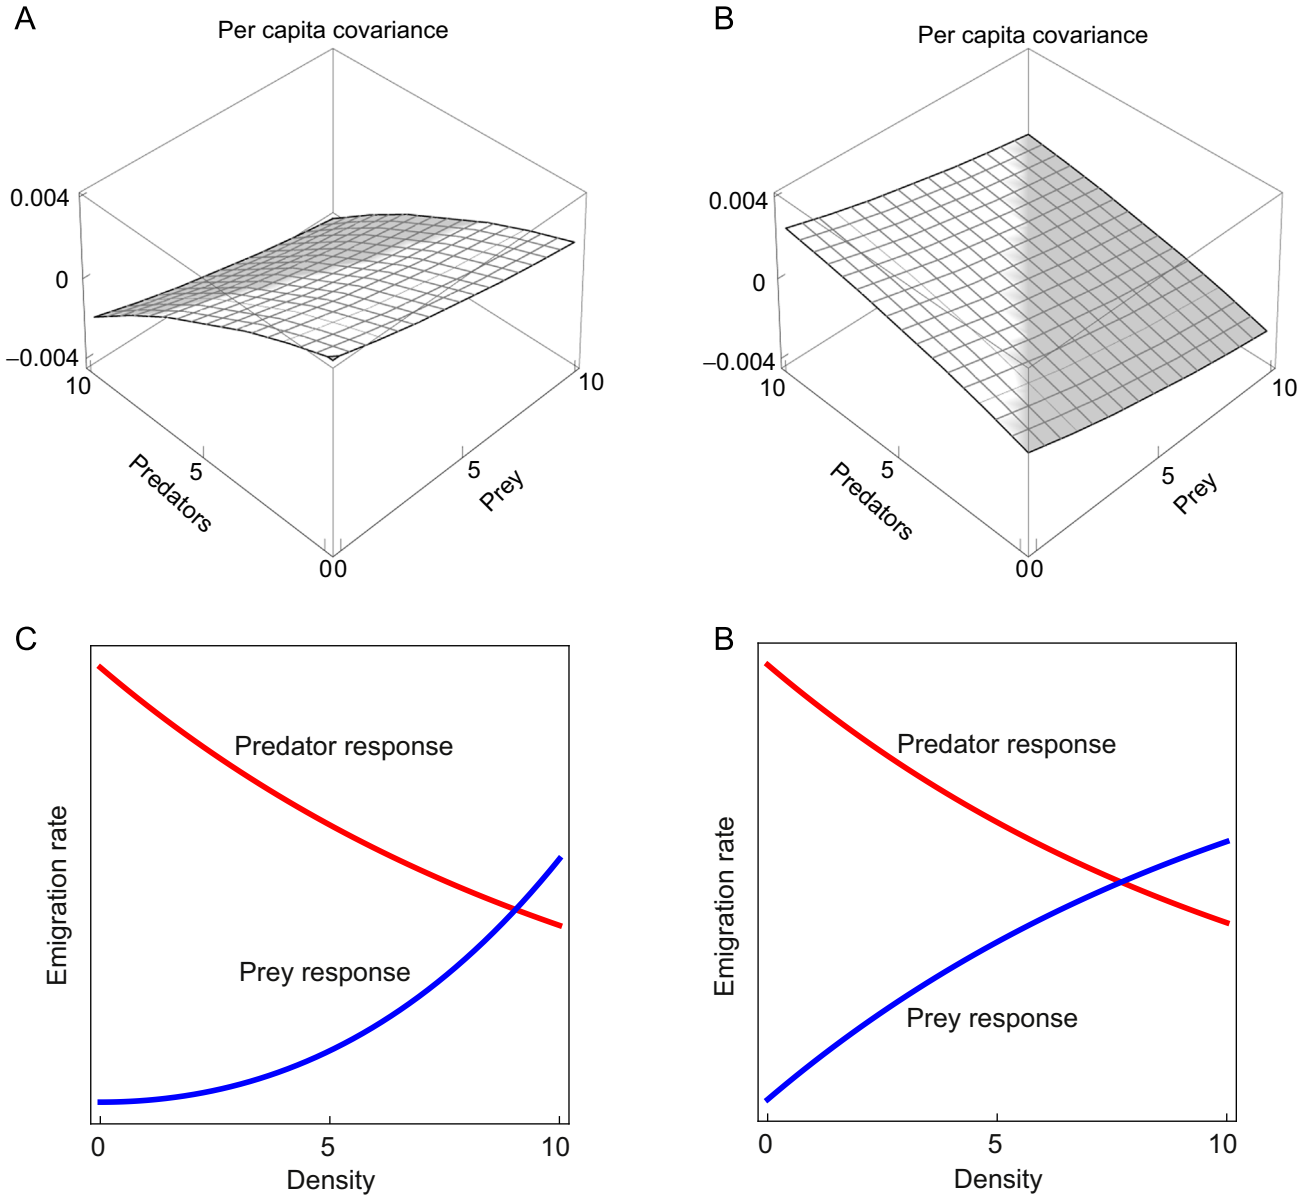 A
Per capita covariance
0.004
0
−0.004
10
5
Predators
00
5
Prey
10
B
Per capita covariance
0.004
0
−0.004
10
5
Predators
00
5
Prey
10
C
Predator response
Prey response
Emigration rate
0
5
10
Density
B
Predator response
Prey response
Emigration rate
0
5
10
Density